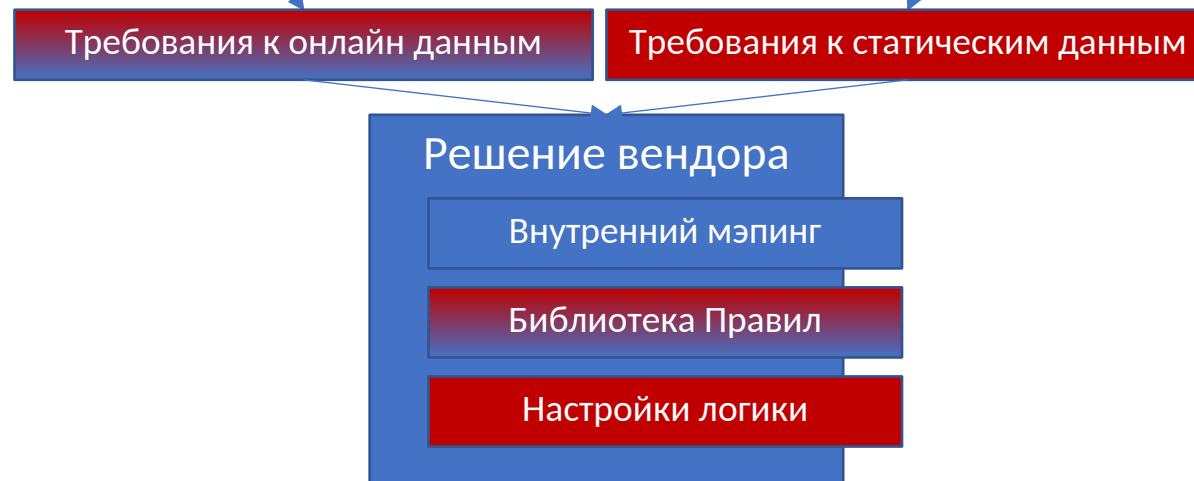 Требования к онлайн данным
Требования к статическим данным
Решение вендора
Внутренний мэпинг
Библиотека Правил
Настройки логики